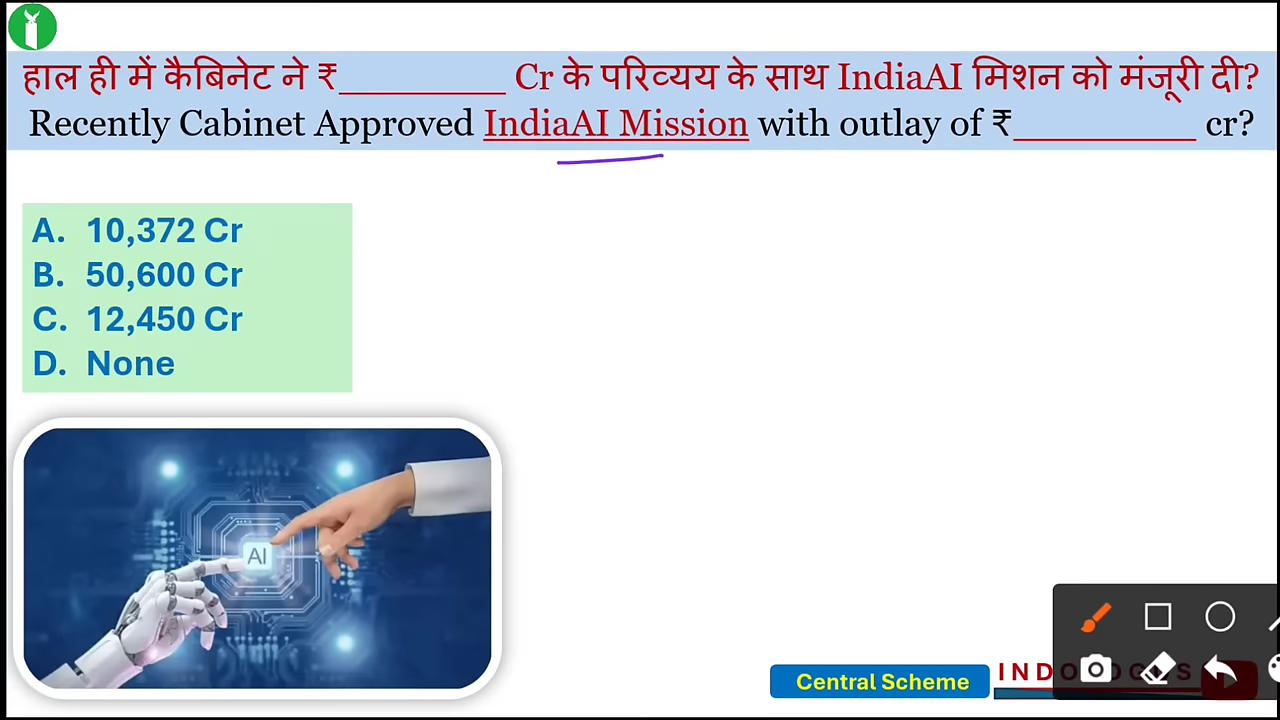 हाल ही में कैबिनेट ने ₹__________ Cr के परिव्यय के साथ IndiaAI मिशन को मंजूरी दी?
Recently Cabinet Approved IndiaAI Mission with outlay of ₹___________ cr?
A. 10,372 Cr
B. 50,600 Cr
C. 12,450 Cr
D. None
AI
Central Scheme